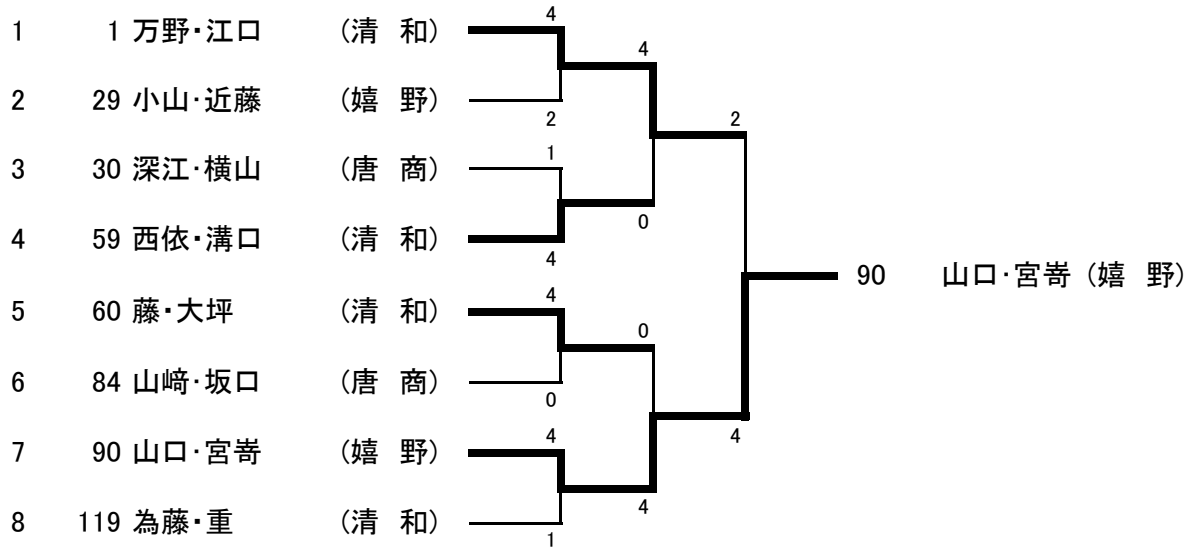 4
1 1 万野・江口 (清 和)
4
2 29 小山・近藤 (嬉 野)
2
2
1
3 30 深江・横山 (唐 商)
0
4 59 西依・溝口 (清 和)
4
90 山口・宮嵜 (嬉 野)
4
5 60 藤・大坪 (清 和)
0
6 84 山﨑・坂口 (唐 商)
0
4
4
7 90 山口・宮嵜 (嬉 野)
4
8 119 為藤・重 (清 和)
1